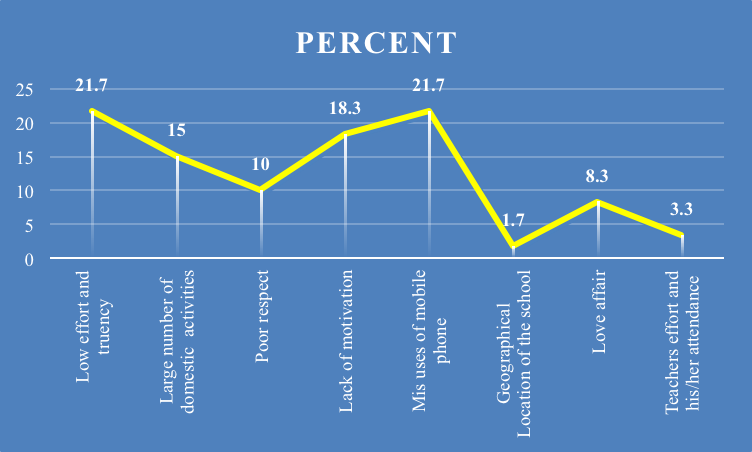 PERCENT
25
20
15
10
5
0
21.7
15
10
18.3
21.7
1.7
8.3
3.3
Low effort and
truency
Large number of
domestic  activities
Poor respect
Lack of motivation
Mis uses of mobile
phone
Geographical
Location of the school
Love affair
Teachers effort and
his/her attendance